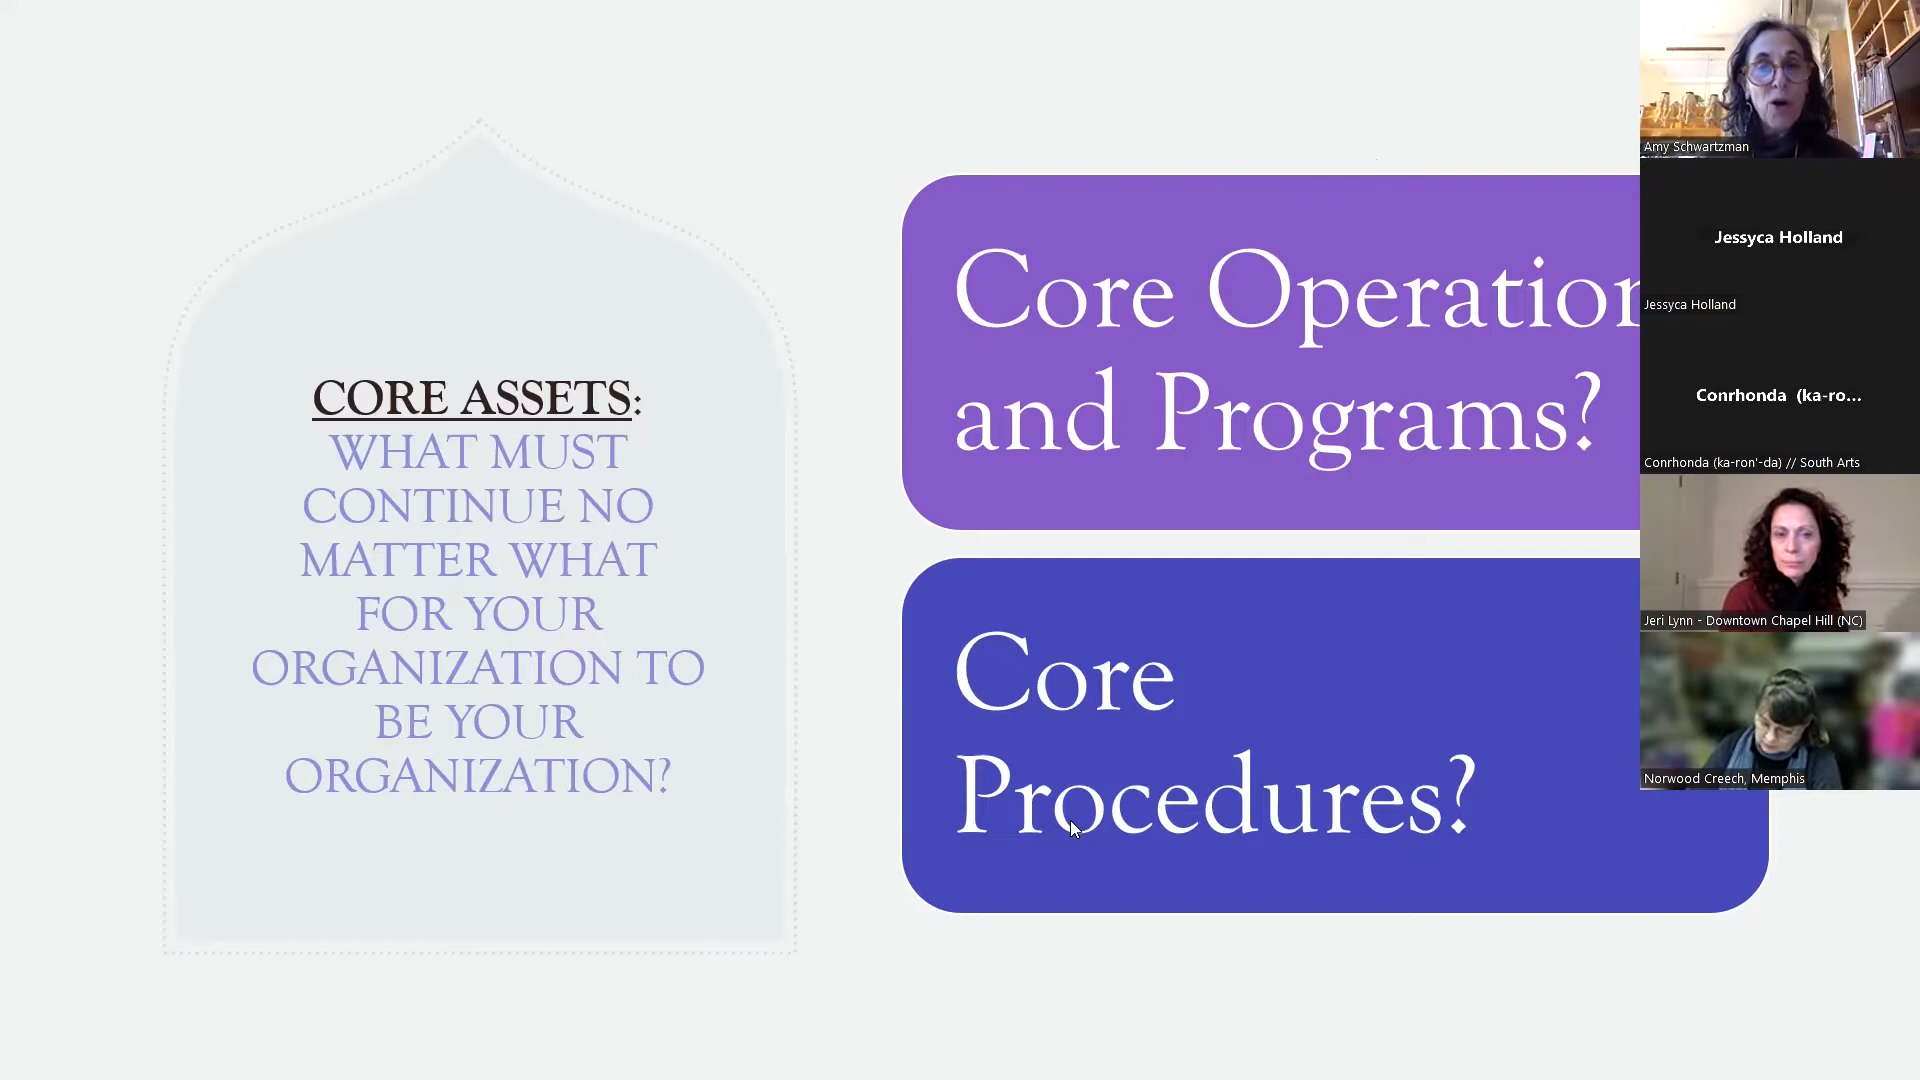 CORE ASSETS:
WHAT MUST
CONTINUE NO
MATTER WHAT
FOR YOUR
ORGANIZATION TO
BE YOUR
ORGANIZATION?
Core Operation
and Programs?
Core
Procedures?
Amy Schwartzman
Jessyca Holland
Jessyca Holland
Conrhonda (ka-ro...
Conrhonda (ka-ron'-da) // South Arts
Jeri Lynn - Downtown Chapel Hill (NC)
Norwood Creech, Memphis